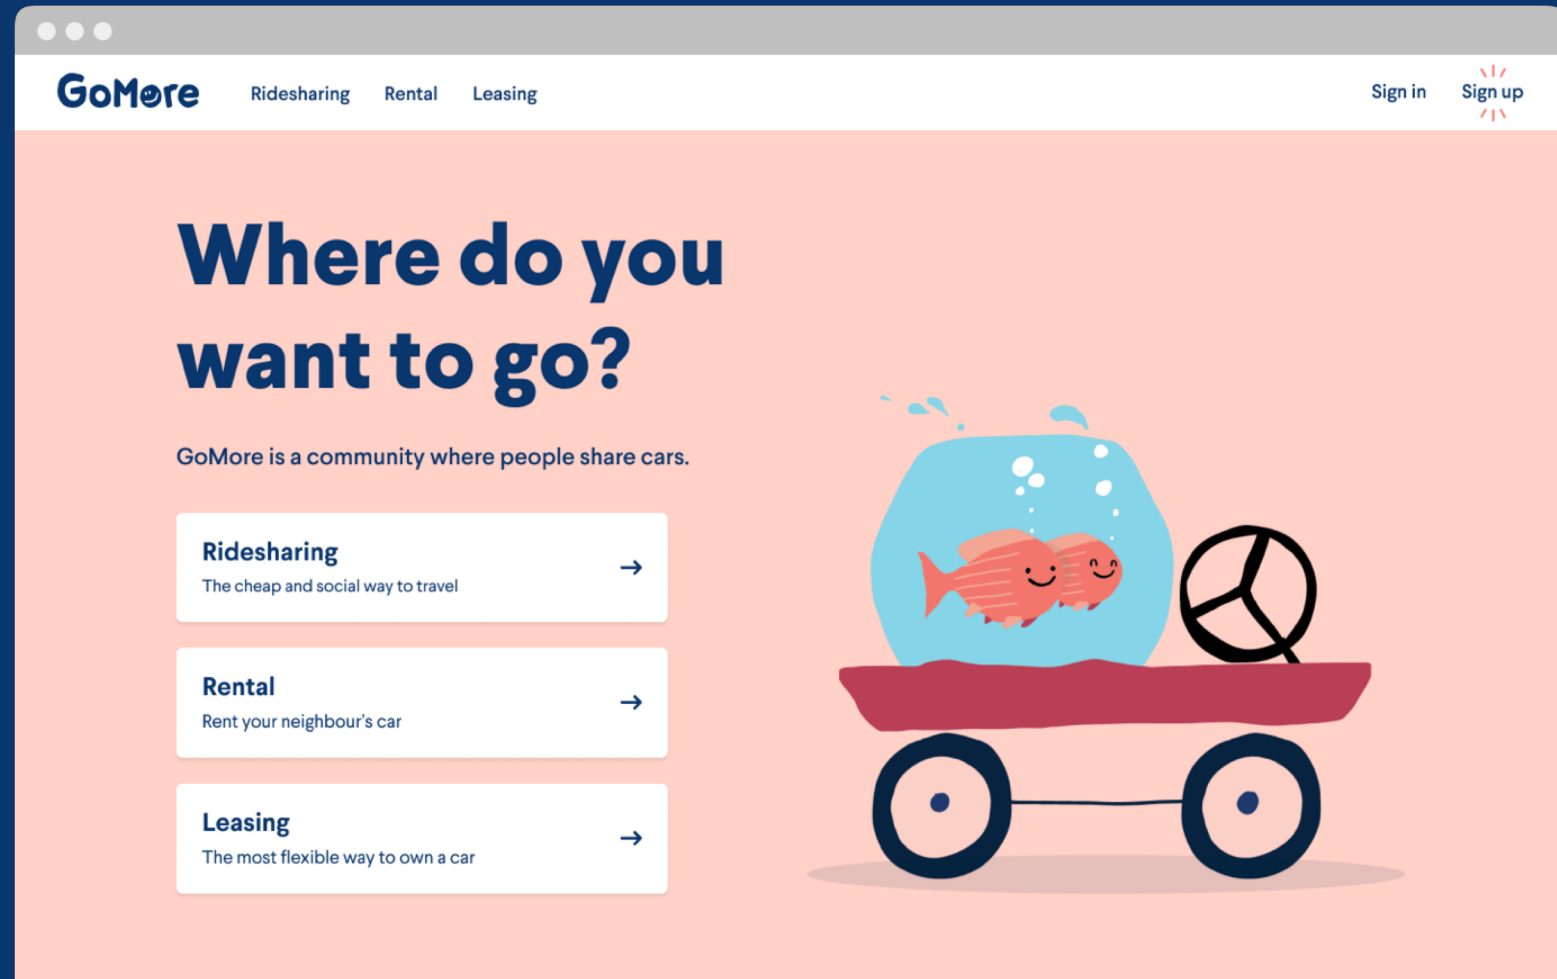 GoMore
Ridesharing
Rental
Leasing
Sign in
Sign up
Where do you
want to go?
GoMore is a community where people share cars.
Ridesharing
The cheap and social way to travel
Rental
Rent your neighbour's car
Leasing
The most flexible way to own a car